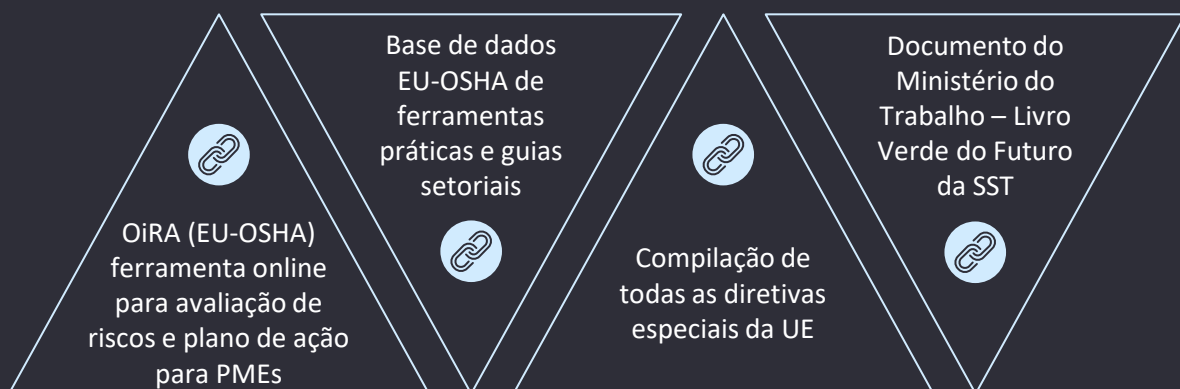 OiRA (EU-OSHA)
ferramenta online
para avaliação de
riscos e plano de ação
para PMEs
Base de dados
EU-OSHA de
ferramentas
práticas e guias
setoriais
Compilação de
todas as diretivas
especiais da UE
Documento do
Ministério do
Trabalho – Livro
Verde do Futuro
da SST